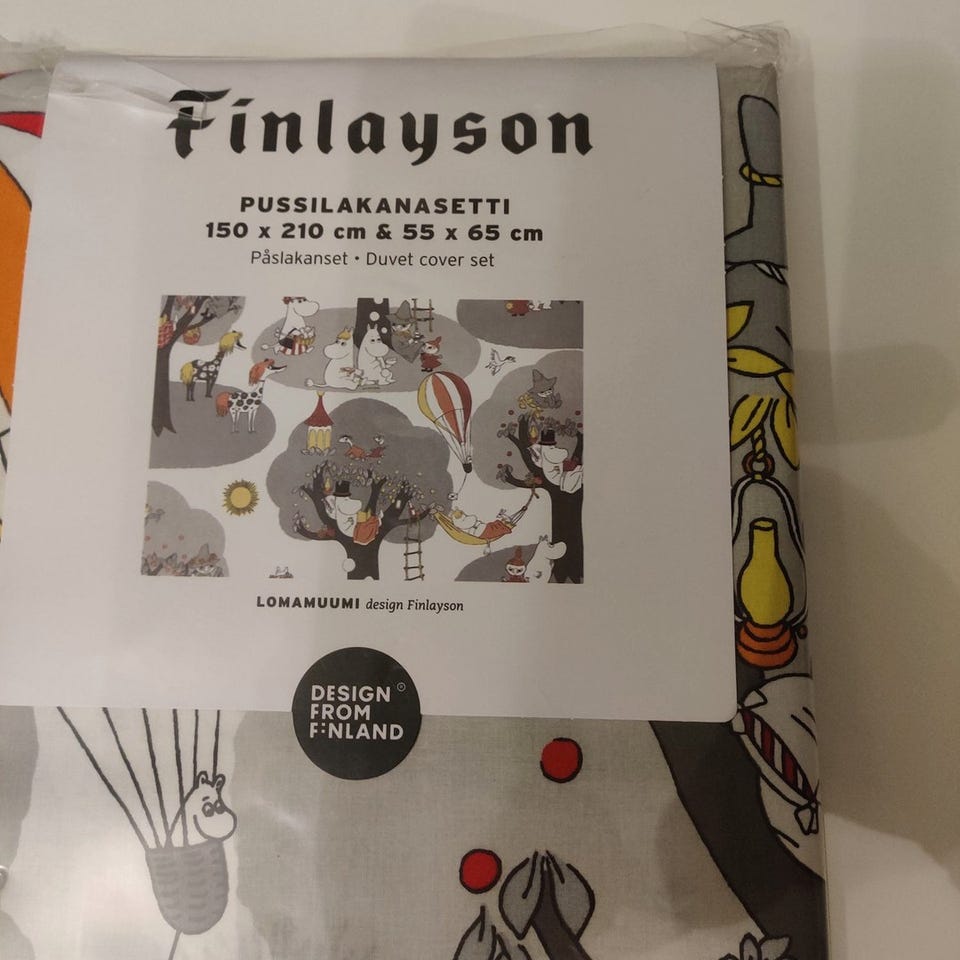 Finlayson
PUSSILAKANASETTI
150 x 210 cm & 55 x 65 cm
Påslakanset • Duvet cover set
LOMAMUUMI design Finlayson
DESIGN ®
FROM
FINLAND